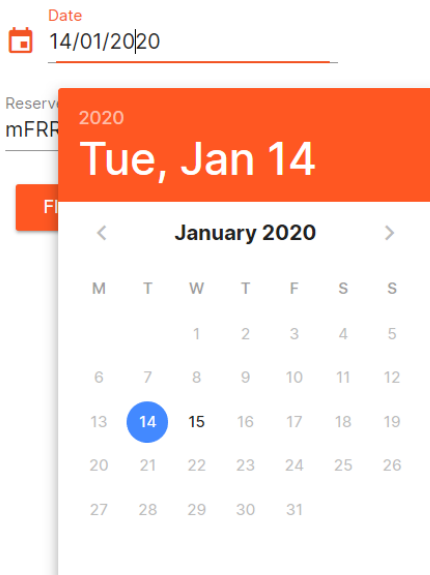 Date
14/01/2020
2020
Tue, Jan 14
January 2020
M T W T F S S
1 2 3 4 5
6 7 8 9 10 11 12
13 14 15 16 17 18 19
20 21 22 23 24 25 26
27 28 29 30 31